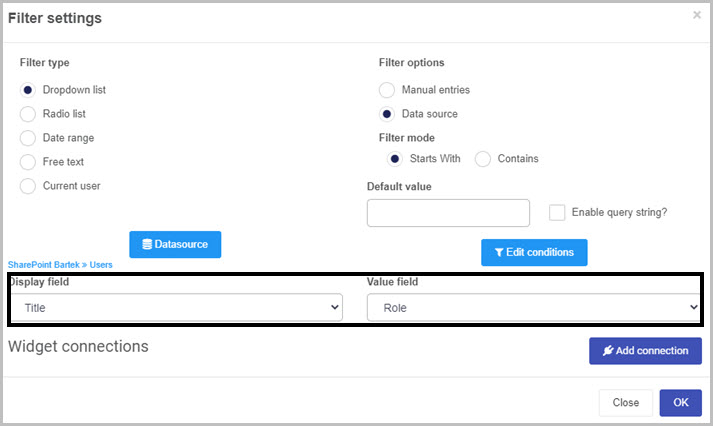 Filter settings
×
Filter type
Dropdown list
Radio list
Date range
Free text
Current user
Filter options
Manual entries
Data source
Filter mode
Starts With
Contains
Default value
Enable query string?
Datasource
Edit conditions
SharePoint Bartek » Users
Display field
Value field
Title
Role
Widget connections
Add connection
Close
OK